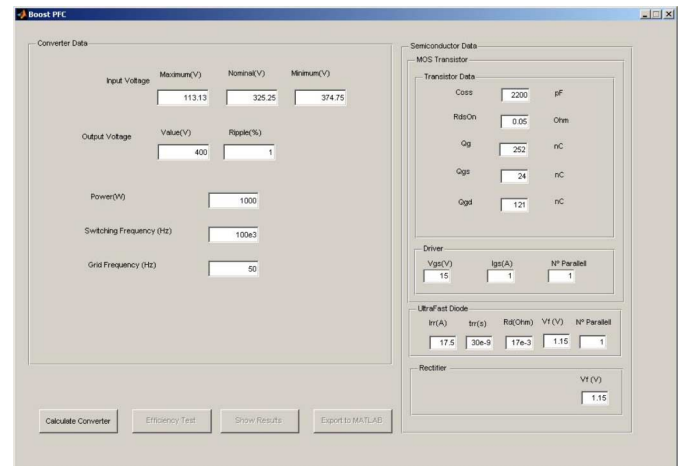 Boost PFC
Converter Data
Maximum(V) Nominal(V) Minimum(V)
Input Voltage 113.13 325.25 374.75
Value(V) Ripple(%)
Output Voltage 400 1
Power(W) 1000
Switching Frequency (Hz) 100e3
Grid Frequency (Hz) 50
Calculate Converter Efficiency Test Show Results Export to MATLAB
Semiconductor Data
MOS Transistor
Transistor Data
Coss 2200 pF
RdsOn 0.05 Ohm
Qg 252 nC
Qgs 24 nC
Qgd 121 nC
Driver
Vgs(V) Igs(A) Nº Parallell
15 1 1
UltraFast Diode
Irr(A) trr(s) Rd(Ohm) Vf (V) Nº Parallell
17.5 30e-9 17e-3 1.15 1
Rectifier
Vf (V)
1.15